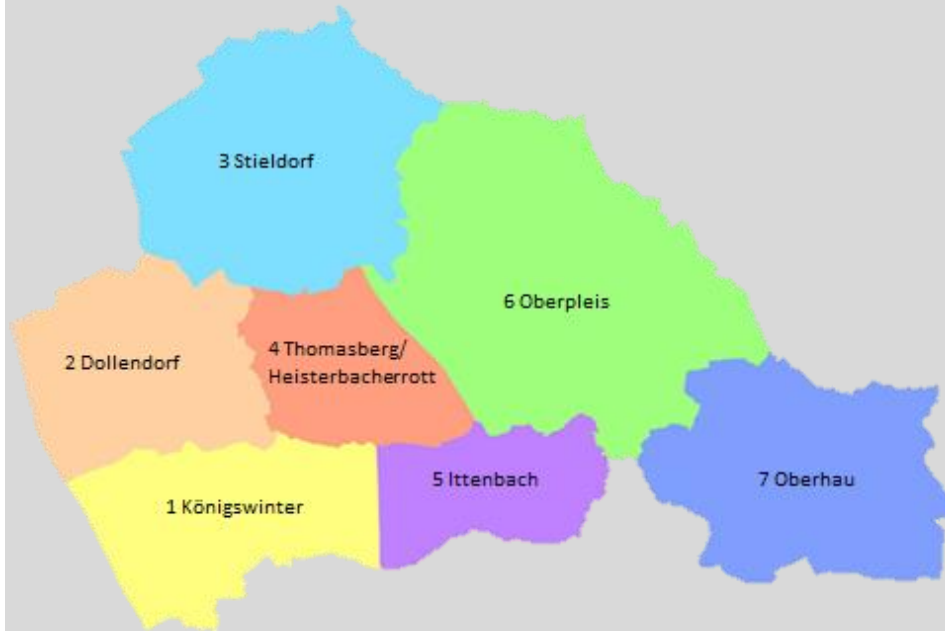 3 Stieldorf
6 Oberpleis
2 Dollendorf
4 Thomasberg/
Heisterbacherrott
5 Ittenbach
7 Oberhau
1 Königswinter